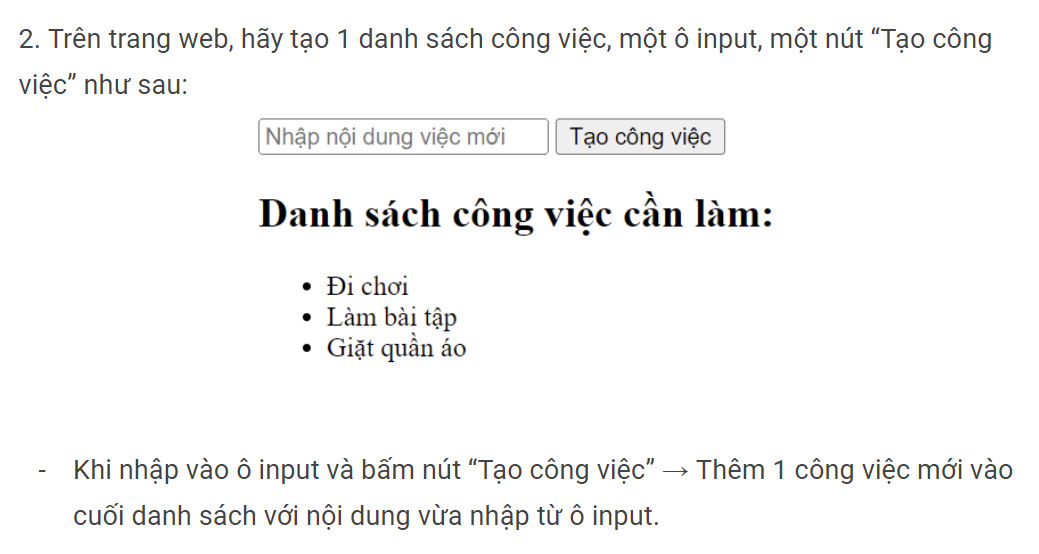 2. Trên trang web, hãy tạo 1 danh sách công việc, một ô input, một nút “Tạo công
việc” như sau:
Nhập nội dung việc mới Tạo công việc
Danh sách công việc cần làm:
• Đi chơi
• Làm bài tập
• Giặt quần áo
- Khi nhập vào ô input và bấm nút “Tạo công việc” → Thêm 1 công việc mới vào
cuối danh sách với nội dung vừa nhập từ ô input.